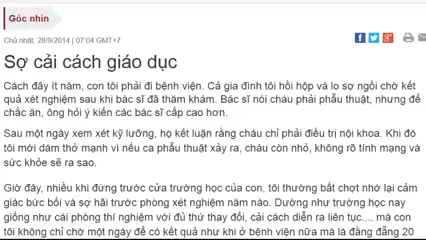 Góc nhìn
Chủ nhật, 28/9/2014 | 07:04 GMT+7
Sợ cải cách giáo dục
Cách đây ít năm, con tôi phải đi bệnh viện. Cả gia đình tôi hồi hộp và lo sợ ngồi chờ kết
quả xét nghiệm sau khi bác sĩ đã thăm khám. Bác sĩ nói cháu phải phẫu thuật, nhưng để
chắc ăn, ông hỏi ý kiến các bác sĩ cấp cao hơn.
Sau một ngày xem xét kỹ lưỡng, họ kết luận rằng cháu chỉ phải điều trị nội khoa. Khi đó
tôi mới dám thở mạnh vì nếu ca phẫu thuật xảy ra, cháu còn nhỏ, không rõ tính mạng và
sức khỏe sẽ ra sao.
Giờ đây, nhiều khi đứng trước cửa trường học của con, tôi thường bất chợt nhớ lại cảm
giác bức bối và sợ hãi trước phòng xét nghiệm năm nào. Dường như trường học nay
giống như cái phòng thí nghiệm với đủ thứ thay đổi, cải cách diễn ra liên tục.... mà con
tôi không chỉ chờ một ngày để có kết quả như khi ở bệnh viện nữa mà là đằng đẵng 20